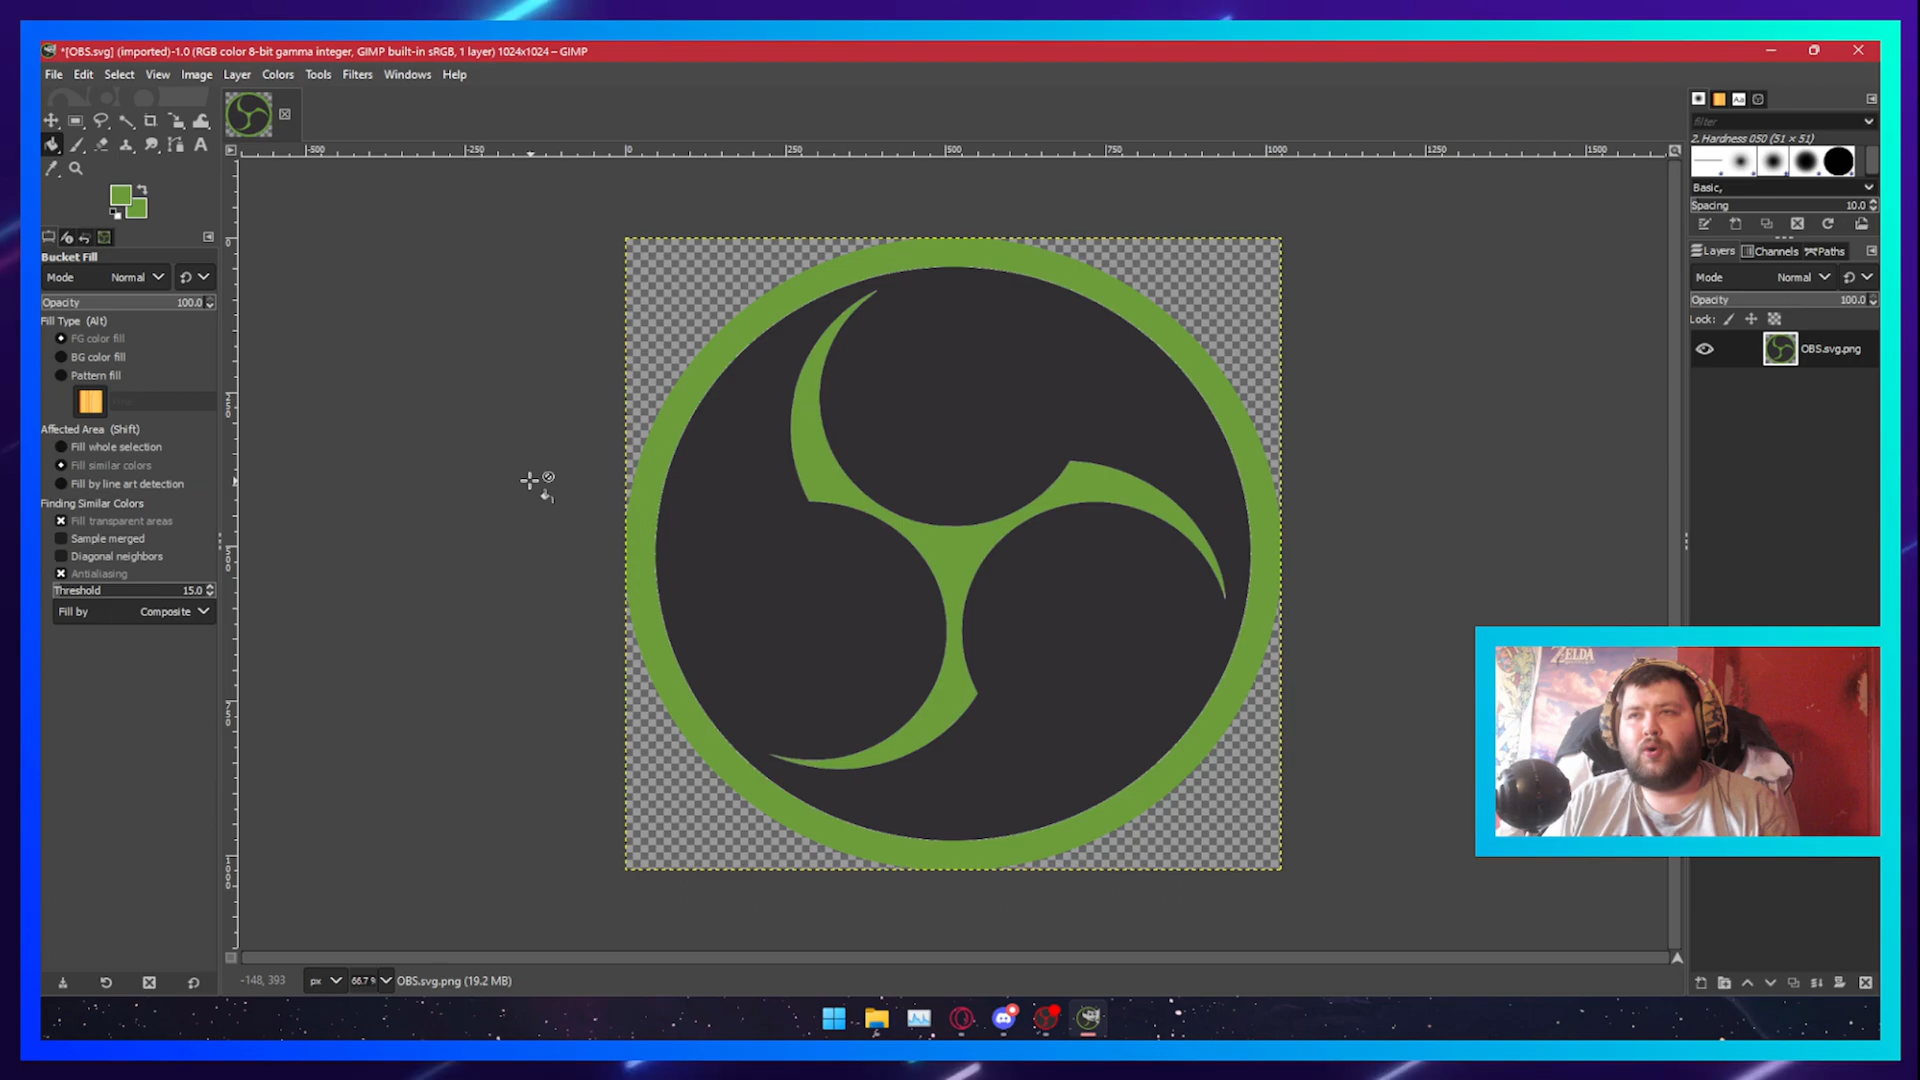 *[OBS.svg] (imported)-1.0 (RGB color 8-bit gamma integer, GIMP built-in sRGB, 1 layer) 1024x1024 – GIMP
File Edit Select View Image Layer Colors Tools Filters Windows Help
filter
2. Hardness 050 (51 × 51)
Basic,
Spacing 10.0
-500 -250 0 250 500 750 1000 1250 1500
Bucket Fill
Mode Normal
Opacity 100.0
Fill Type (Alt)
FG color fill
BG color fill
Pattern fill
Affected Area (Shift)
Fill whole selection
Fill similar colors
Fill by line art detection
Finding Similar Colors
Fill transparent areas
Sample merged
Diagonal neighbors
Antialiasing
Threshold 15.0
Fill by Composite
0
250
500
750
1000
Layers Channels Paths
Mode Normal
Opacity 100.0
Lock:
OBS.svg.png
ZELDA
-148, 393 px 66.7 % OBS.svg.png (19.2 MB)